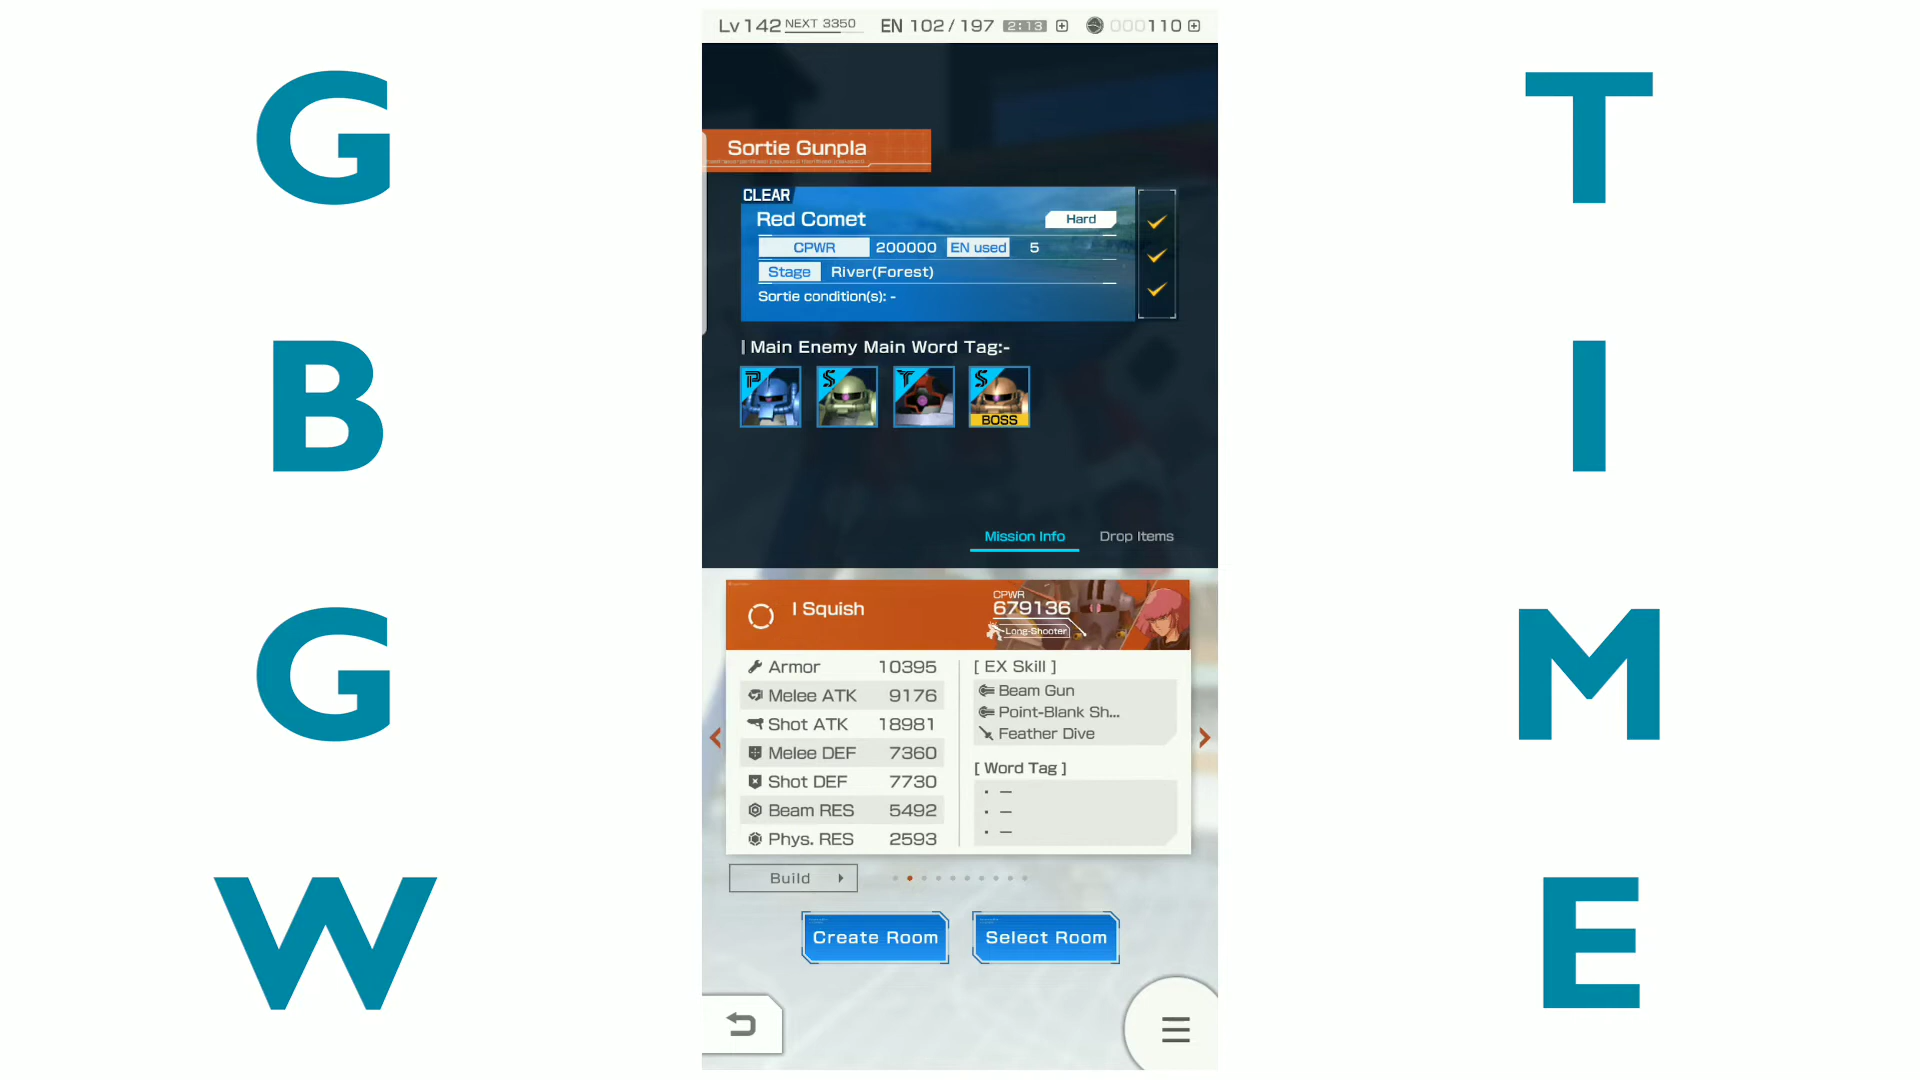 G
B
G
W
Lv 142 NEXT 3350 EN 102/197 2:13 000110
Sortie Gunpla
CLEAR
Red Comet Hard
CPWR 200000 EN used 5
Stage River(Forest)
Sortie condition(s): -
Main Enemy Main Word Tag:-
P S T S
BOSS
Mission Info Drop Items
I Squish
CPWR
679136
Long-Shooter
Armor 10395
Melee ATK 9176
Shot ATK 18981
Melee DEF 7360
Shot DEF 7730
Beam RES 5492
Phys. RES 2593
[ EX Skill ]
Beam Gun
Point-Blank Sh...
Feather Dive
[ Word Tag ]
· —
· —
· —
Build
Create Room Select Room
T
I
M
E